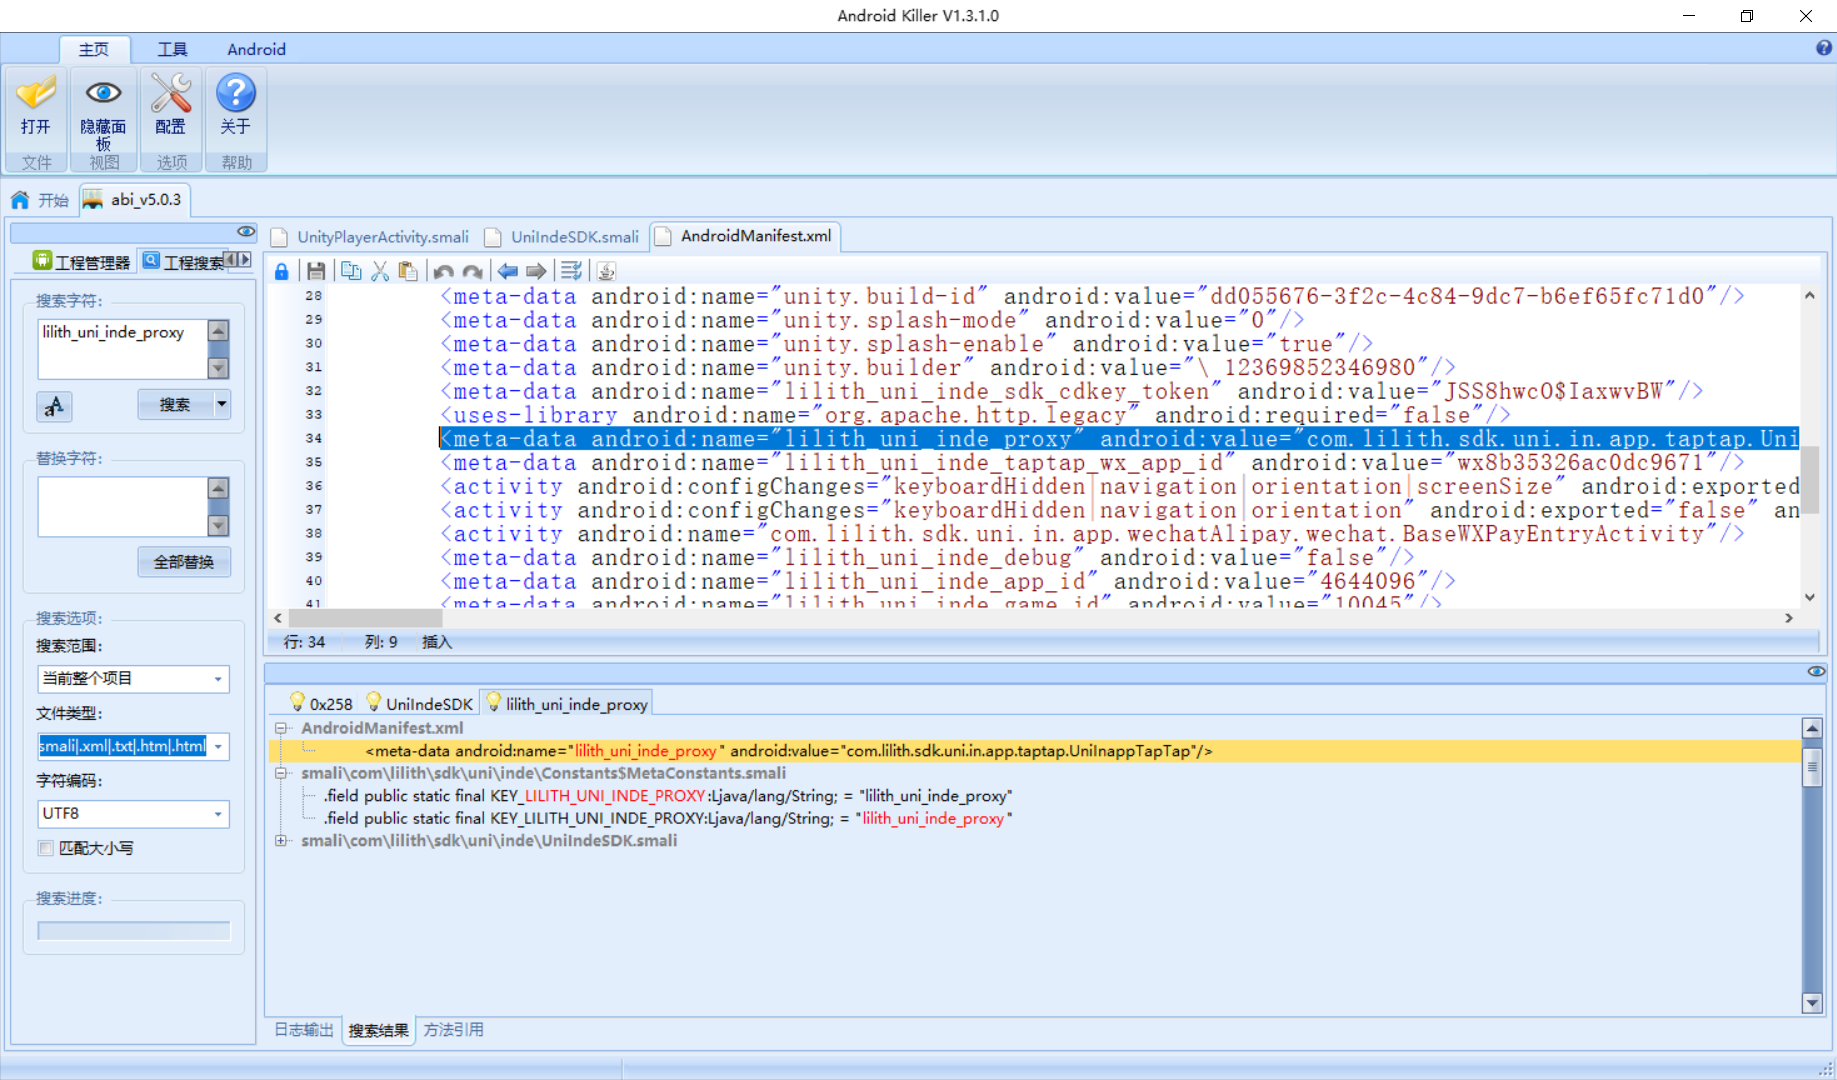 Android Killer V1.3.1.0
主页 工具 Android
打开 隐藏面板 配置 关于
文件 视图 选项 帮助
开始 abi_v5.0.3
工程管理器 工程搜索
搜索字符:
lilith_uni_inde_proxy
搜索
替换字符:
全部替换
搜索选项:
搜索范围:
当前整个项目
文件类型:
smali|.xml|.txt|.htm|.html
字符编码:
UTF8
匹配大小写
搜索进度:
UnityPlayerActivity.smali UniIndeSDK.smali AndroidManifest.xml
28 <meta-data android:name="unity.build-id" android:value="dd055676-3f2c-4c84-9dc7-b6ef65fc71d0"/>
29 <meta-data android:name="unity.splash-mode" android:value="0"/>
30 <meta-data android:name="unity.splash-enable" android:value="true"/>
31 <meta-data android:name="unity.builder" android:value="\ 12369852346980"/>
32 <meta-data android:name="lilith_uni_inde_sdk_cdkey_token" android:value="JSS8hwcO$IaxwvBW"/>
33 <uses-library android:name="org.apache.http.legacy" android:required="false"/>
34 <meta-data android:name="lilith_uni_inde_proxy" android:value="com.lilith.sdk.uni.in.app.taptap.Uni
35 <meta-data android:name="lilith_uni_inde_taptap_wx_app_id" android:value="wx8b35326ac0dc9671"/>
36 <activity android:configChanges="keyboardHidden|navigation|orientation|screenSize" android:exported
37 <activity android:configChanges="keyboardHidden|navigation|orientation" android:exported="false" an
38 <activity android:name="com.lilith.sdk.uni.in.app.wechatAlipay.wechat.BaseWXPayEntryActivity"/>
39 <meta-data android:name="lilith_uni_inde_debug" android:value="false"/>
40 <meta-data android:name="lilith_uni_inde_app_id" android:value="4644096"/>
41 <meta-data android:name="lilith_uni_inde_game_id" android:value="10045"/>
行: 34 列: 9 插入
0x258 UniIndeSDK lilith_uni_inde_proxy
AndroidManifest.xml
<meta-data android:name="lilith_uni_inde_proxy" android:value="com.lilith.sdk.uni.in.app.taptap.UniInappTapTap"/>
smali\com\lilith\sdk\uni\inde\Constants$MetaConstants.smali
.field public static final KEY_LILITH_UNI_INDE_PROXY:Ljava/lang/String; = "lilith_uni_inde_proxy"
.field public static final KEY_LILITH_UNI_INDE_PROXY:Ljava/lang/String; = "lilith_uni_inde_proxy"
smali\com\lilith\sdk\uni\inde\UniIndeSDK.smali
日志输出 搜索结果 方法引用